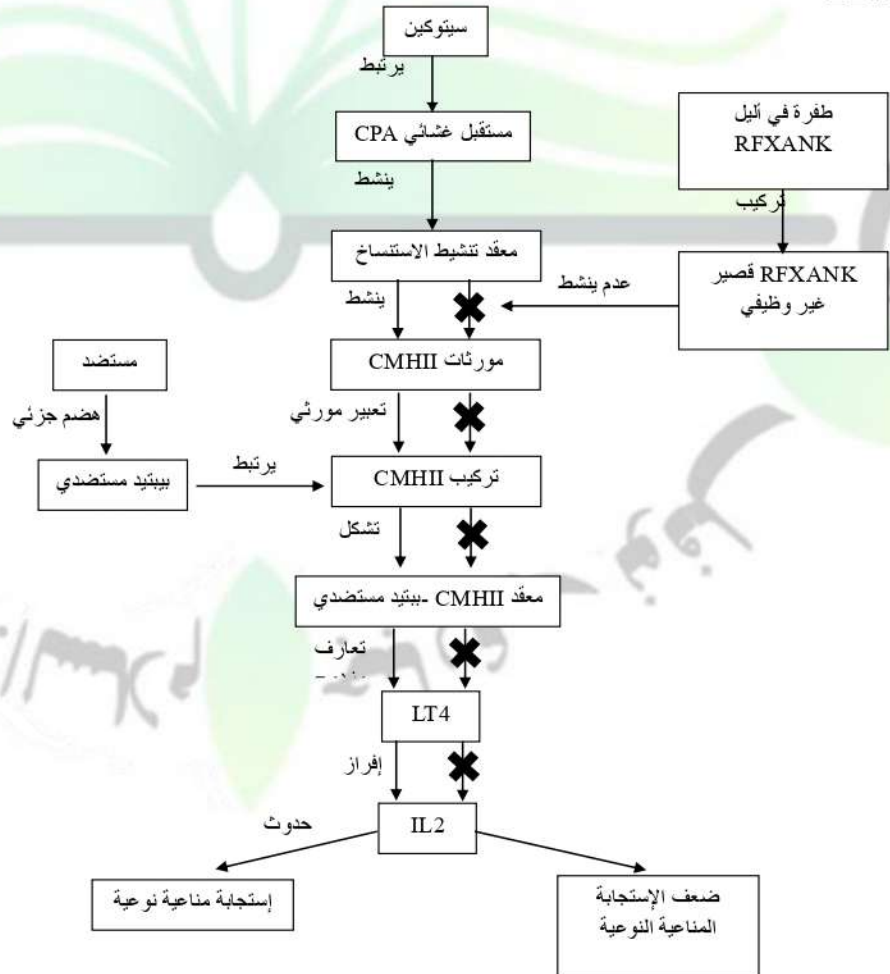 سيتوكين
يرتبط
مستقبل غشائي CPA
ينشط
معقد تنشيط الاستنساخ
طفرة في أليل
RFXANK
تركيب
RFXANK قصير
غير وظيفي
عدم ينشط
ينشط
مورثات CMHII
تعبير مورثي
مستضد
هضم جزئي
بيبتيد مستضدي
يرتبط
تركيب CMHII
تشكل
معقد CMHII -ببتيد مستضدي
تعارف
LT4
إفراز
IL2
حدوث
إستجابة مناعية نوعية
ضعف الإستجابة
المناعية النوعية